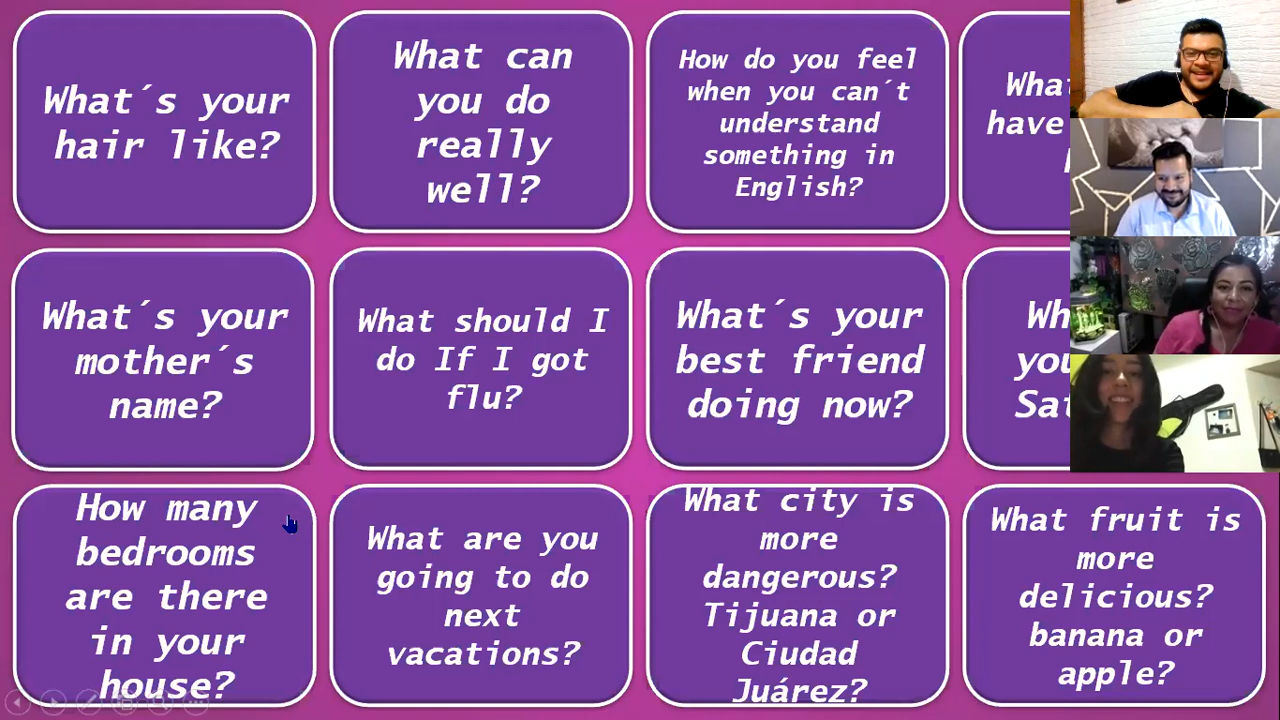 What´s your
hair like?
What can
you do
really
well?
How do you feel
when you can´t
understand
something in
English?
have
What´s your
mother´s
name?
What should I
do If I got
flu?
What´s your
best friend
doing now?
How many
bedrooms
are there
in your
house?
What are you
going to do
next
vacations?
What city is
more
dangerous?
Tijuana or
Ciudad
Juárez?
What fruit is
more
delicious?
banana or
apple?